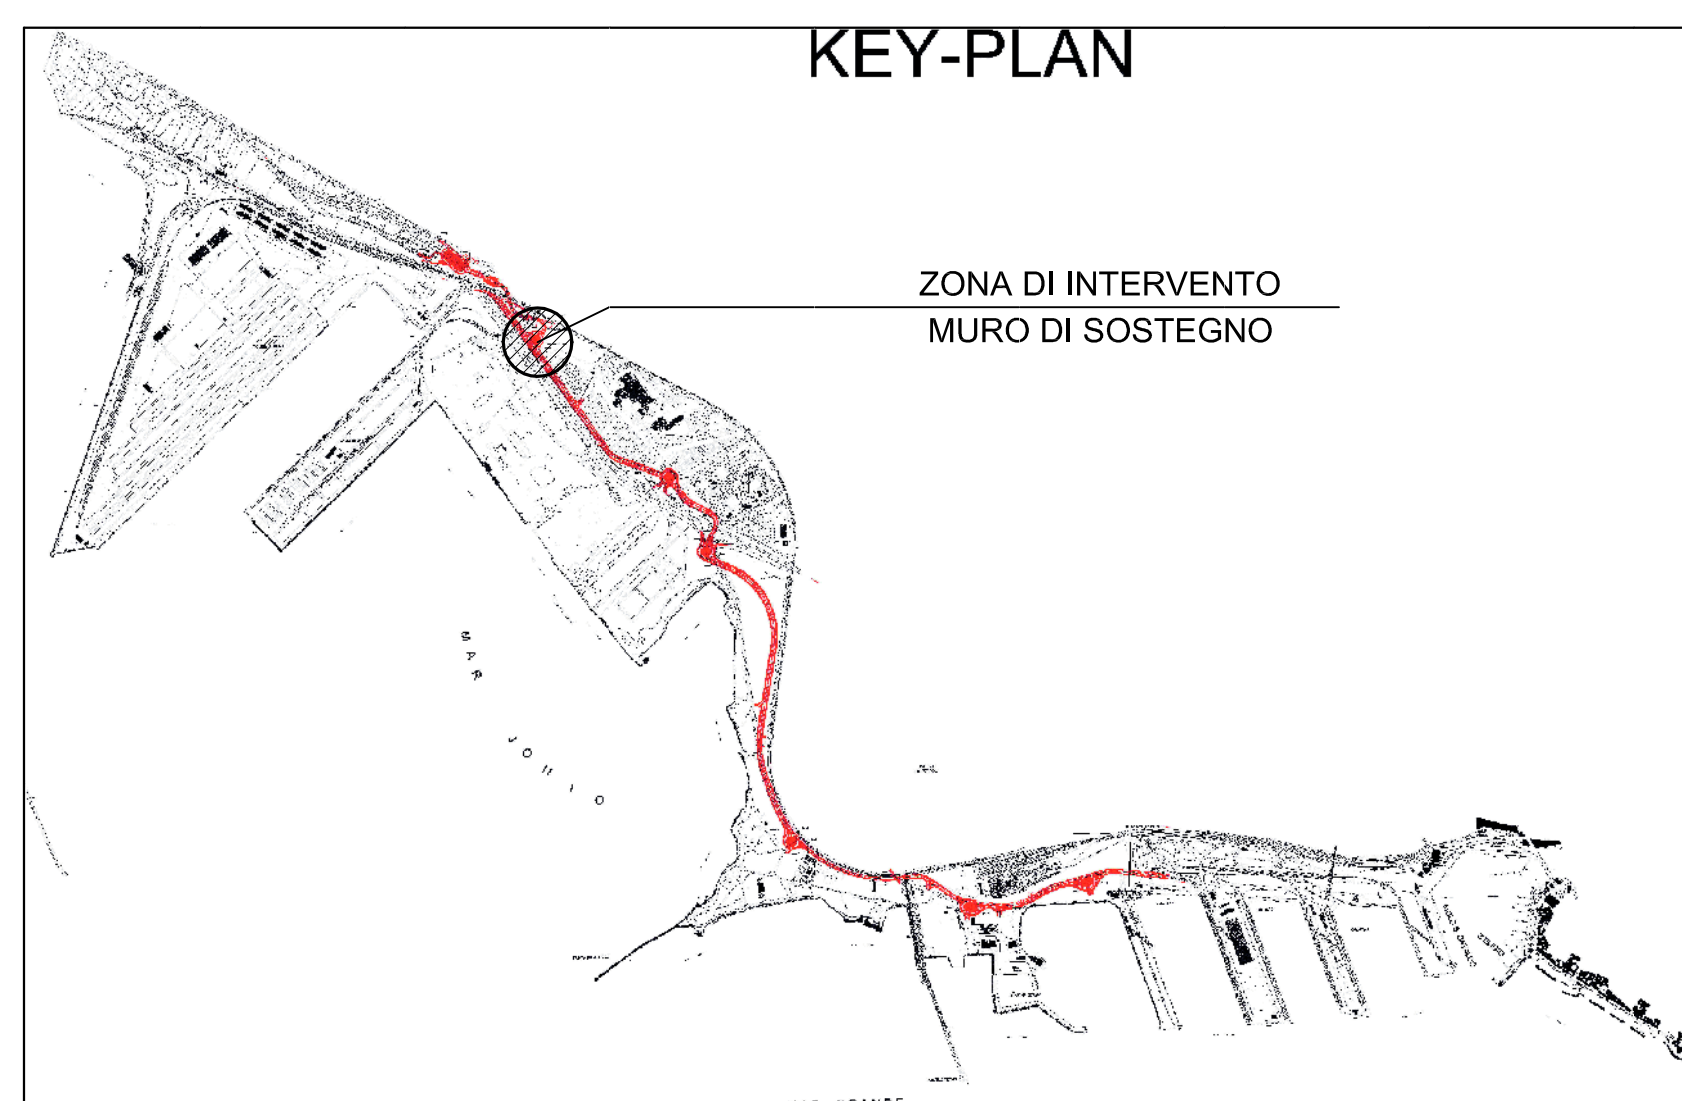 KEY-PLAN
ZONA DI INTERVENTO
MURO DI SOSTEGNO
MAR
JONIO